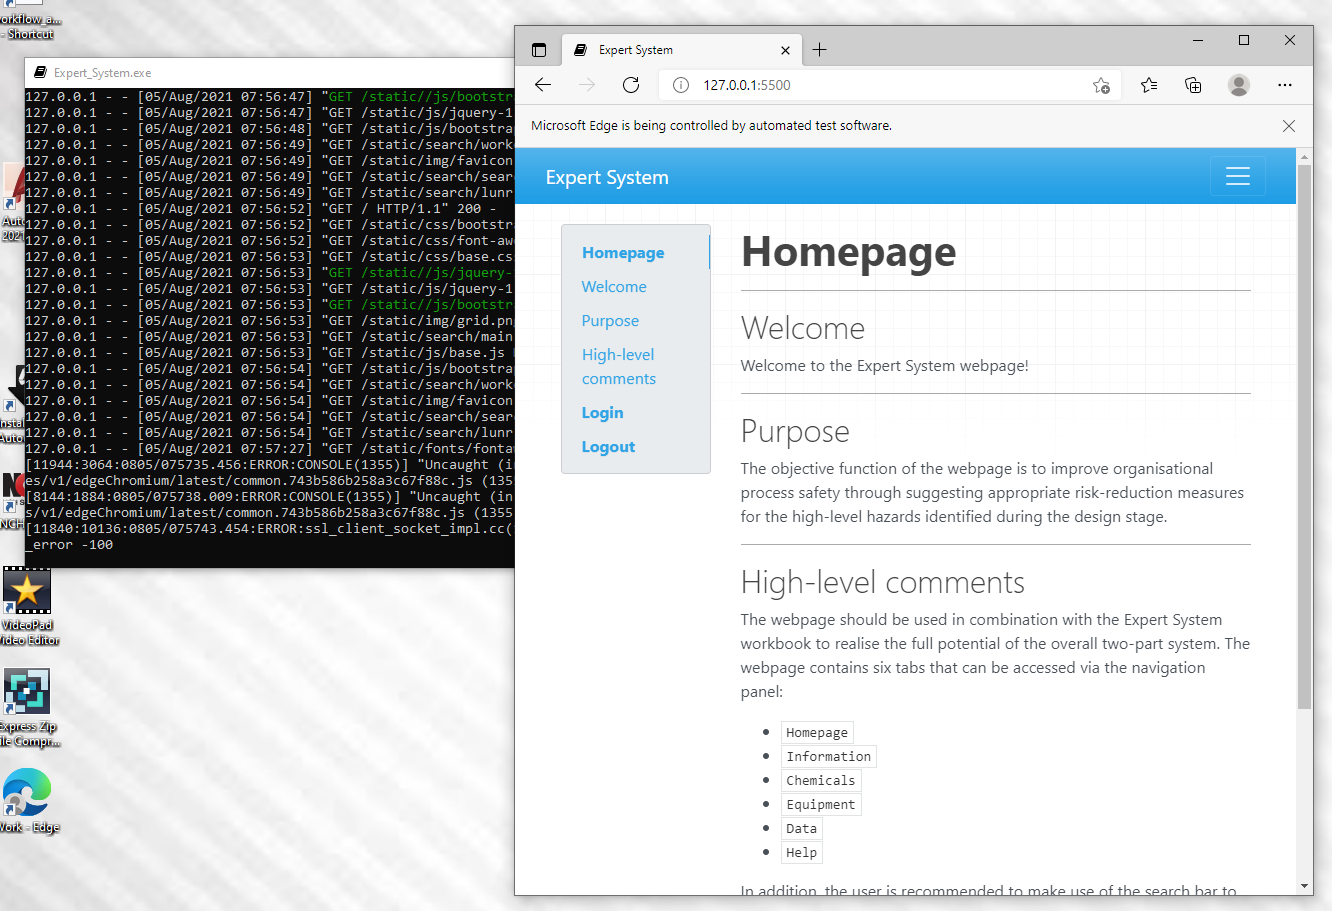 orkflow_a...
- Shortcut
Expert_System.exe
127.0.0.1 - - [05/Aug/2021 07:56:47] "GET /static//js/bootstr
127.0.0.1 - - [05/Aug/2021 07:56:47] "GET /static/js/jquery-1
127.0.0.1 - - [05/Aug/2021 07:56:48] "GET /static/js/bootstra
127.0.0.1 - - [05/Aug/2021 07:56:49] "GET /static/search/work
127.0.0.1 - - [05/Aug/2021 07:56:49] "GET /static/img/favicon
127.0.0.1 - - [05/Aug/2021 07:56:49] "GET /static/search/sear
127.0.0.1 - - [05/Aug/2021 07:56:49] "GET /static/search/lunr
127.0.0.1 - - [05/Aug/2021 07:56:52] "GET / HTTP/1.1" 200 -
127.0.0.1 - - [05/Aug/2021 07:56:52] "GET /static/css/bootstr
127.0.0.1 - - [05/Aug/2021 07:56:52] "GET /static/css/font-aw
127.0.0.1 - - [05/Aug/2021 07:56:53] "GET /static/css/base.cs
127.0.0.1 - - [05/Aug/2021 07:56:53] "GET /static//js/jquery-
127.0.0.1 - - [05/Aug/2021 07:56:53] "GET /static/js/jquery-1
127.0.0.1 - - [05/Aug/2021 07:56:53] "GET /static//js/bootstr
127.0.0.1 - - [05/Aug/2021 07:56:53] "GET /static/img/grid.pn
127.0.0.1 - - [05/Aug/2021 07:56:53] "GET /static/search/main
127.0.0.1 - - [05/Aug/2021 07:56:53] "GET /static/js/base.js
127.0.0.1 - - [05/Aug/2021 07:56:54] "GET /static/js/bootstra
127.0.0.1 - - [05/Aug/2021 07:56:54] "GET /static/search/work
127.0.0.1 - - [05/Aug/2021 07:56:54] "GET /static/img/favicon
127.0.0.1 - - [05/Aug/2021 07:56:54] "GET /static/search/sear
127.0.0.1 - - [05/Aug/2021 07:56:54] "GET /static/search/lunr
127.0.0.1 - - [05/Aug/2021 07:57:27] "GET /static/fonts/fonta
[11944:3064:0805/075735.456:ERROR:CONSOLE(1355)] "Uncaught (in
es/v1/edgeChromium/latest/common.743b586b258a3c67f88c.js (1355
[8144:1884:0805/075738.009:ERROR:CONSOLE(1355)] "Uncaught (in
s/v1/edgeChromium/latest/common.743b586b258a3c67f88c.js (1355
[11840:10136:0805/075743.454:ERROR:ssl_client_socket_impl.cc(
_error -100
VideoPad
Video Editor
Express Zip
ile Compr...
Work - Edge
Expert System
127.0.0.1:5500
Microsoft Edge is being controlled by automated test software.
Expert System
Homepage
Welcome
Purpose
High-level
comments
Login
Logout
Homepage
Welcome
Welcome to the Expert System webpage!
Purpose
The objective function of the webpage is to improve organisational
process safety through suggesting appropriate risk-reduction measures
for the high-level hazards identified during the design stage.
High-level comments
The webpage should be used in combination with the Expert System
workbook to realise the full potential of the overall two-part system. The
webpage contains six tabs that can be accessed via the navigation
panel:
Homepage
Information
Chemicals
Equipment
Data
Help
In addition, the user is recommended to make use of the search bar to